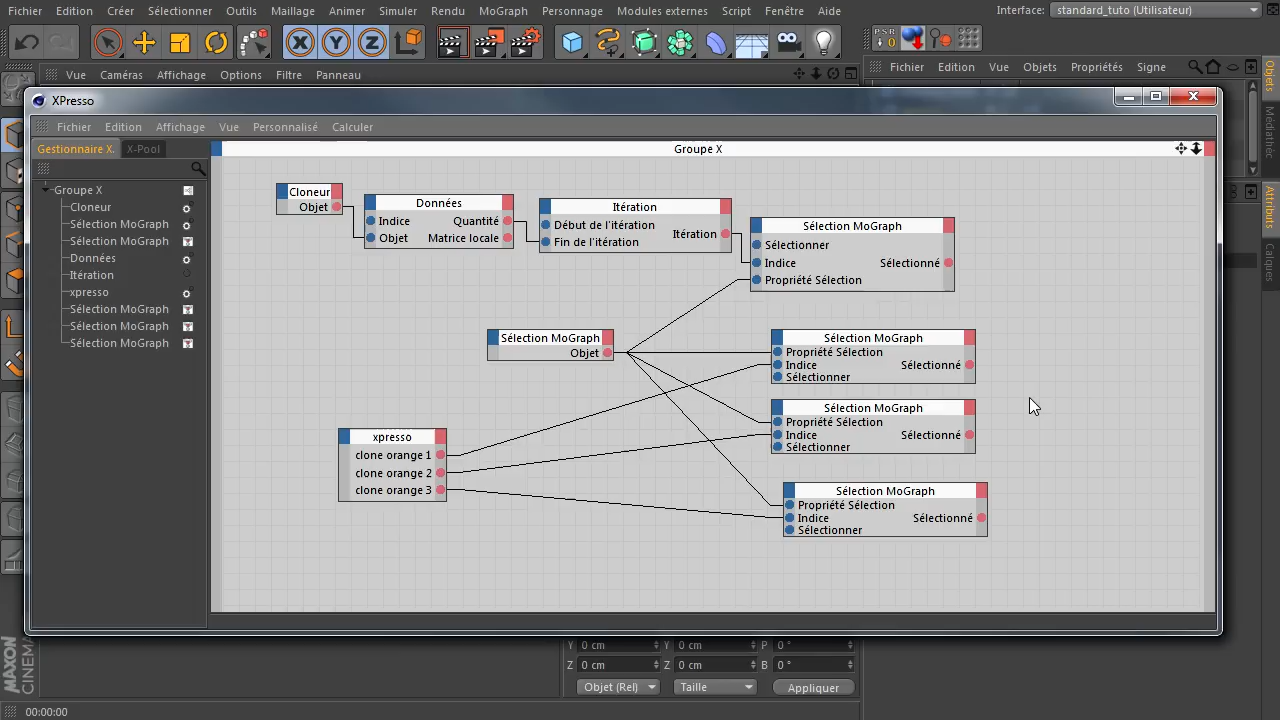 Fichier Edition Créer Sélectionner Outils Maillage Animer Simuler Rendu MoGraph Personnage Modules externes Script Fenêtre Aide Interface: standard_tuto (Utilisateur)
X Y Z PSR 0
Vue Caméras Affichage Options Filtre Panneau
Fichier Edition Vue Objets Propriétés Signe
XPresso
Fichier Edition Affichage Vue Personnalisé Calculer
Gestionnaire X. X-Pool
Groupe X
Groupe X
Cloneur
Sélection MoGraph
Sélection MoGraph
Données
Itération
xpresso
Sélection MoGraph
Sélection MoGraph
Sélection MoGraph
Cloneur
Objet
Données
Indice Quantité
Objet Matrice locale
Itération
Début de l'itération
Fin de l'itération
Itération
Sélection MoGraph
Sélectionner
Indice Sélectionné
Propriété Sélection
Sélection MoGraph
Objet
Sélection MoGraph
Propriété Sélection
Indice Sélectionné
Sélectionner
Sélection MoGraph
Propriété Sélection
Indice Sélectionné
Sélectionner
xpresso
clone orange 1
clone orange 2
clone orange 3
Sélection MoGraph
Propriété Sélection
Indice Sélectionné
Sélectionner
Objets
Médiathèc
Attributs
Calques
Y 0 cm Y 0 cm P 0 °
Z 0 cm Z 0 cm B 0 °
Objet (Rel) Taille Appliquer
MAXON
CINEMA
00:00:00